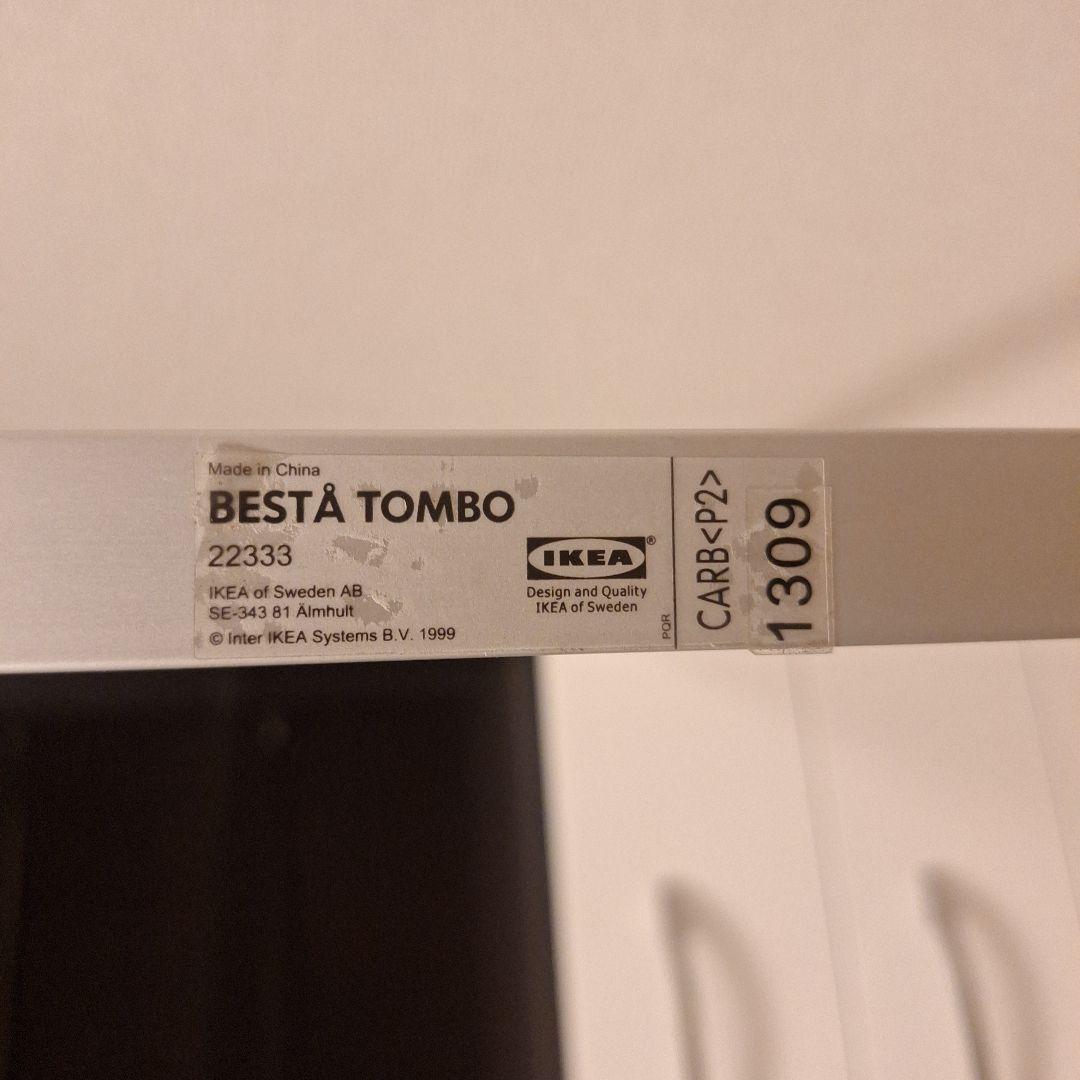 Made in China
BESTÅ TOMBO
22333
IKEA of Sweden AB
SE-343 81 Älmhult
© Inter IKEA Systems B.V. 1999
IKEA®
Design and Quality
IKEA of Sweden
PQR
CARB<P2>
1309